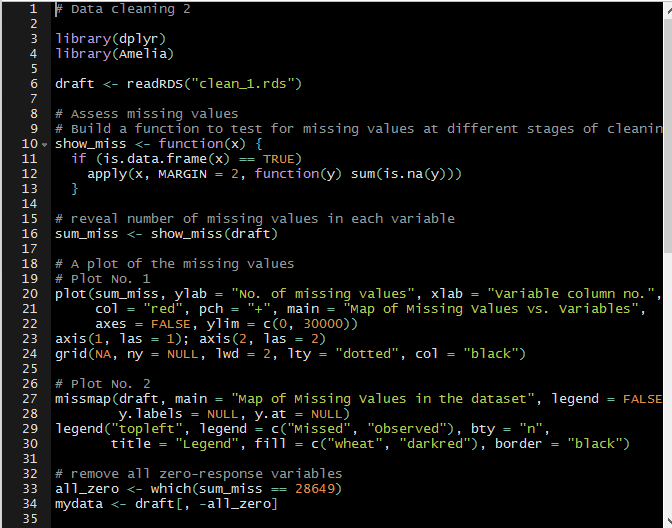 1 # Data cleaning 2
2
3 library(dplyr)
4 library(Amelia)
5
6 draft <- readRDS("clean_1.rds")
7
8 # Assess missing values
9 # Build a function to test for missing values at different stages of cleanin
10 show_miss <- function(x) {
11   if (is.data.frame(x) == TRUE)
12     apply(x, MARGIN = 2, function(y) sum(is.na(y)))
13   }
14
15 # reveal number of missing values in each variable
16 sum_miss <- show_miss(draft)
17
18 # A plot of the missing values
19 # Plot No. 1
20 plot(sum_miss, ylab = "No. of missing values", xlab = "Variable column no.",
21      col = "red", pch = "+", main = "Map of Missing Values vs. Variables",
22      axes = FALSE, ylim = c(0, 30000))
23 axis(1, las = 1); axis(2, las = 2)
24 grid(NA, ny = NULL, lwd = 2, lty = "dotted", col = "black")
25
26 # Plot No. 2
27 missmap(draft, main = "Map of Missing Values in the dataset", legend = FALSE
28         y.labels = NULL, y.at = NULL)
29 legend("topleft", legend = c("Missed", "Observed"), bty = "n",
30        title = "Legend", fill = c("wheat", "darkred"), border = "black")
31
32 # remove all zero-response variables
33 all_zero <- which(sum_miss == 28649)
34 mydata <- draft[, -all_zero]
35